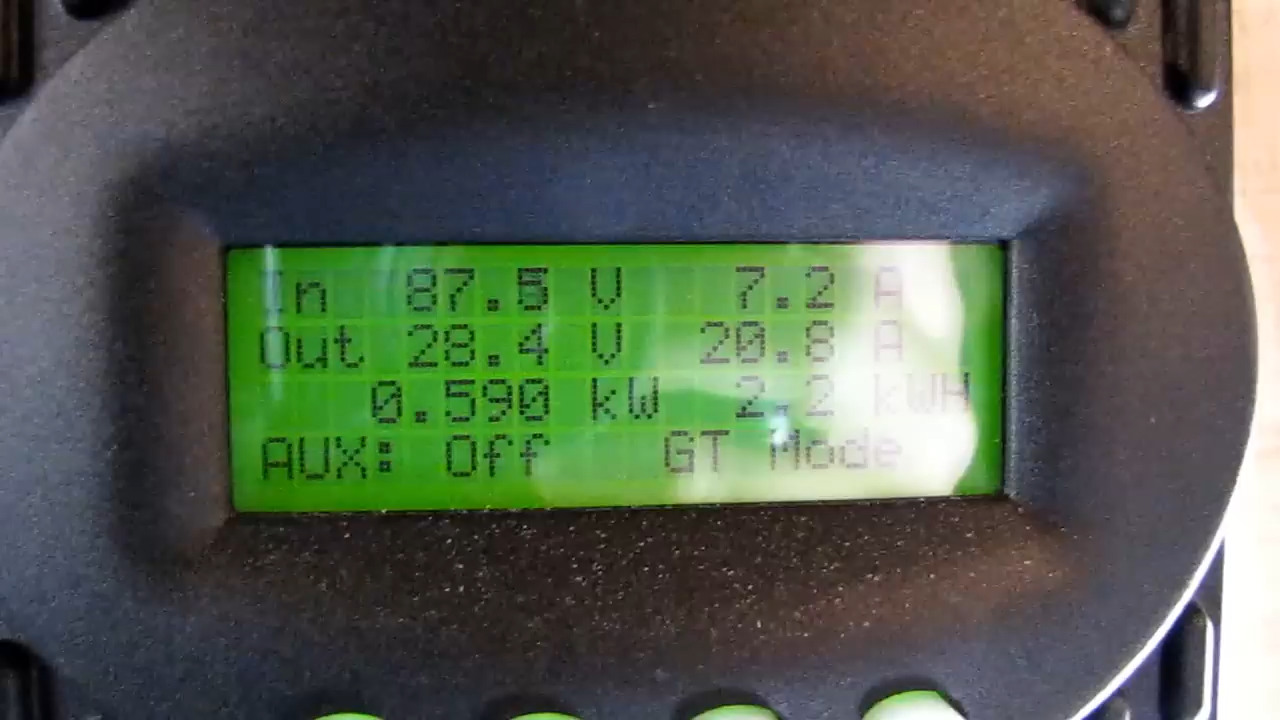 In 87.5 V 7.2 A
Out 28.4 V 20.8 A
0.590 kW 2.2 kWH
AUX: Off GT Mode